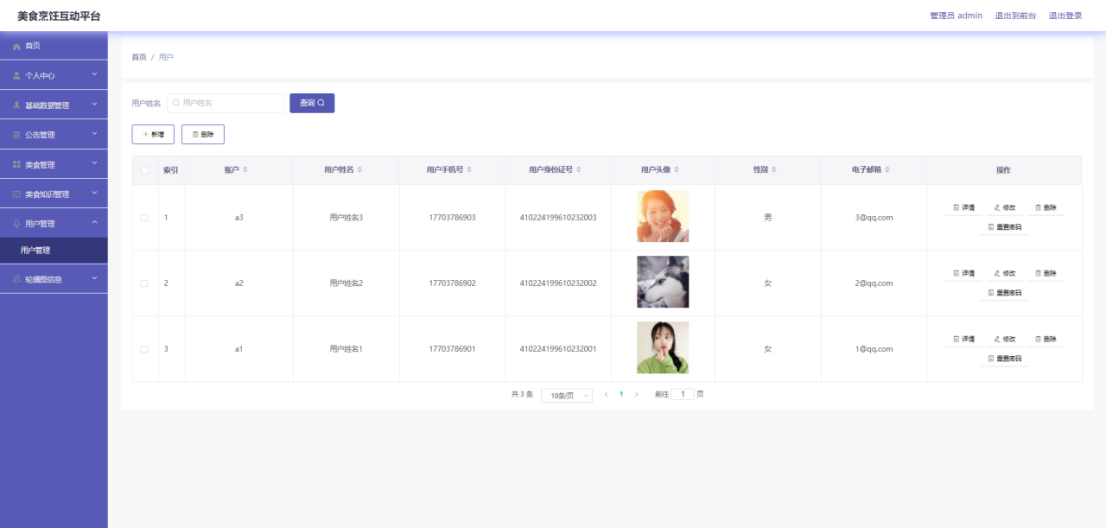 美食烹饪互动平台
管理员 admin 退出到前台 退出登录
首页
个人中心
基础数据管理
公告管理
美食管理
美食知识管理
用户管理
用户管理
轮播图信息
首页 / 用户
用户姓名 用户姓名 查询
+ 新增 删除
索引 账户 用户姓名 用户手机号 用户身份证号 用户头像 性别 电子邮箱 操作
1 a3 用户姓名3 17703786903 410224199610232003 男 3@qq.com 详情 修改 删除
重置密码
2 a2 用户姓名2 17703786902 410224199610232002 女 2@qq.com 详情 修改 删除
重置密码
3 a1 用户姓名1 17703786901 410224199610232001 女 1@qq.com 详情 修改 删除
重置密码
共 3 条 10条/页 < 1 > 前往 1 页